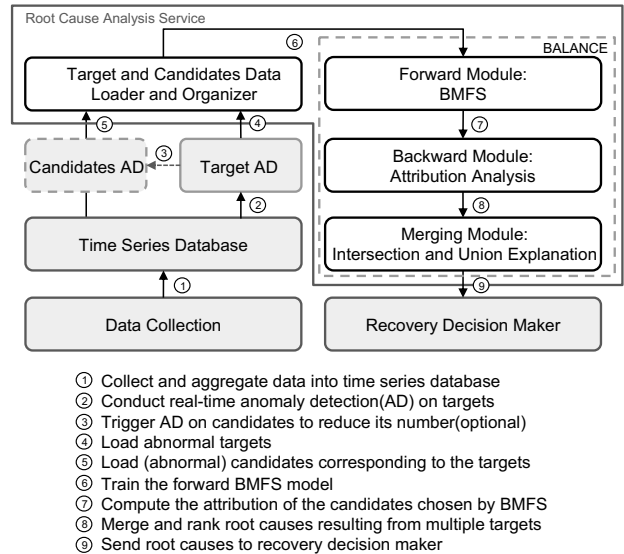 Root Cause Analysis Service
⑥
BALANCE
Target and Candidates Data
Loader and Organizer
Forward Module:
BMFS
⑤
④
⑦
Candidates AD
③
Target AD
Backward Module:
Attribution Analysis
②
⑧
Time Series Database
Merging Module:
Intersection and Union Explanation
①
⑨
Data Collection
Recovery Decision Maker
① Collect and aggregate data into time series database
② Conduct real-time anomaly detection(AD) on targets
③ Trigger AD on candidates to reduce its number(optional)
④ Load abnormal targets
⑤ Load (abnormal) candidates corresponding to the targets
⑥ Train the forward BMFS model
⑦ Compute the attribution of the candidates chosen by BMFS
⑧ Merge and rank root causes resulting from multiple targets
⑨ Send root causes to recovery decision maker